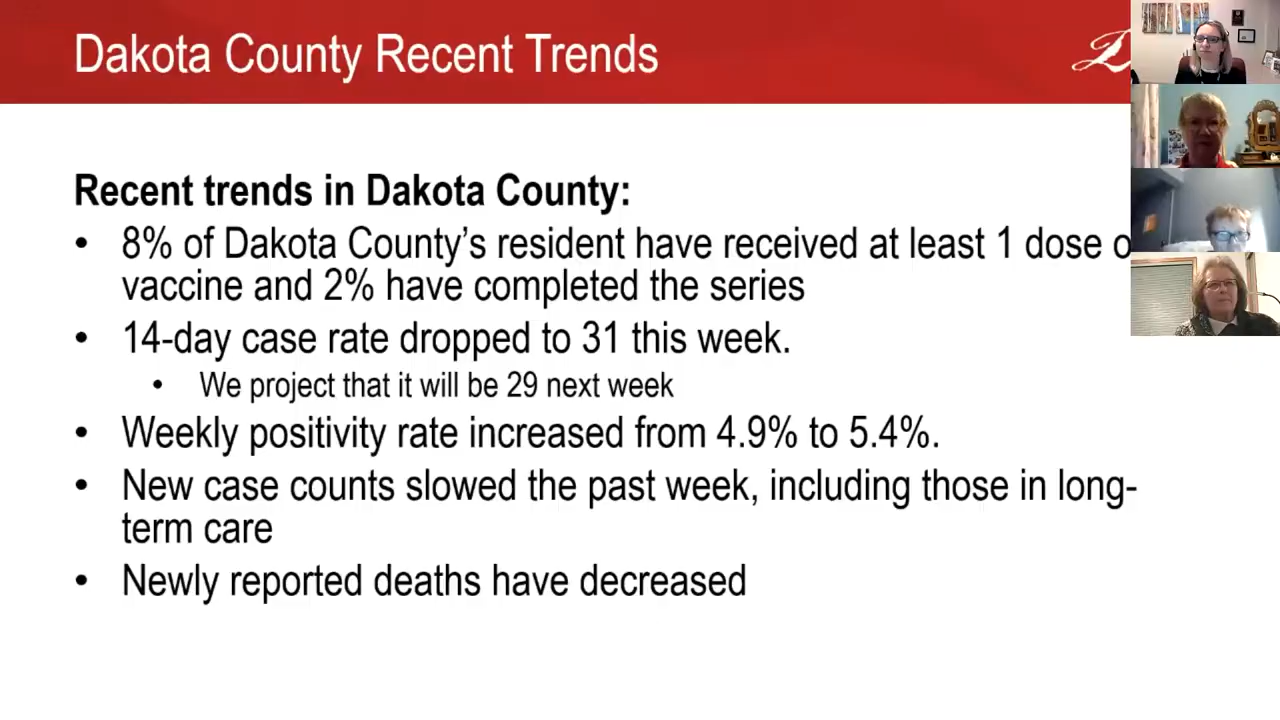 Dakota County Recent Trends
Recent trends in Dakota County:
• 8% of Dakota County's resident have received at least 1 dose
vaccine and 2% have completed the series
• 14-day case rate dropped to 31 this week.
• We project that it will be 29 next week
• Weekly positivity rate increased from 4.9% to 5.4%.
• New case counts slowed the past week, including those in long-
term care
• Newly reported deaths have decreased